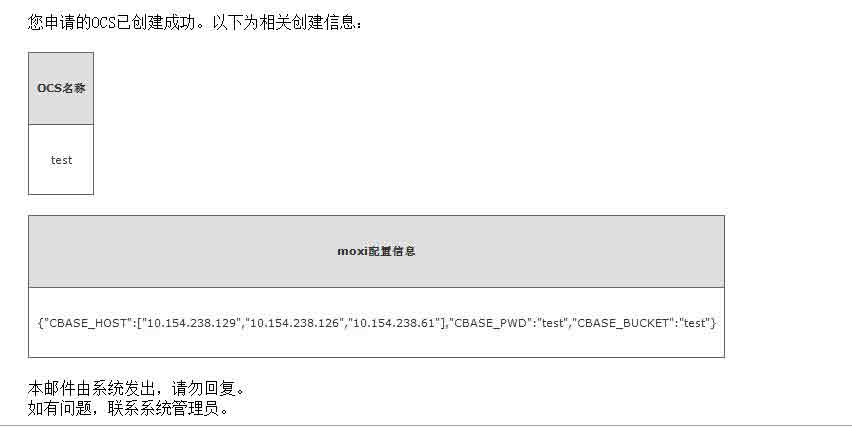 您申请的OCS已创建成功。以下为相关创建信息：
OCS名称
test
moxi配置信息
{"CBASE_HOST":["10.154.238.129","10.154.238.126","10.154.238.61"],"CBASE_PWD":"test","CBASE_BUCKET":"test"}
本邮件由系统发出，请勿回复。
如有问题，联系系统管理员。